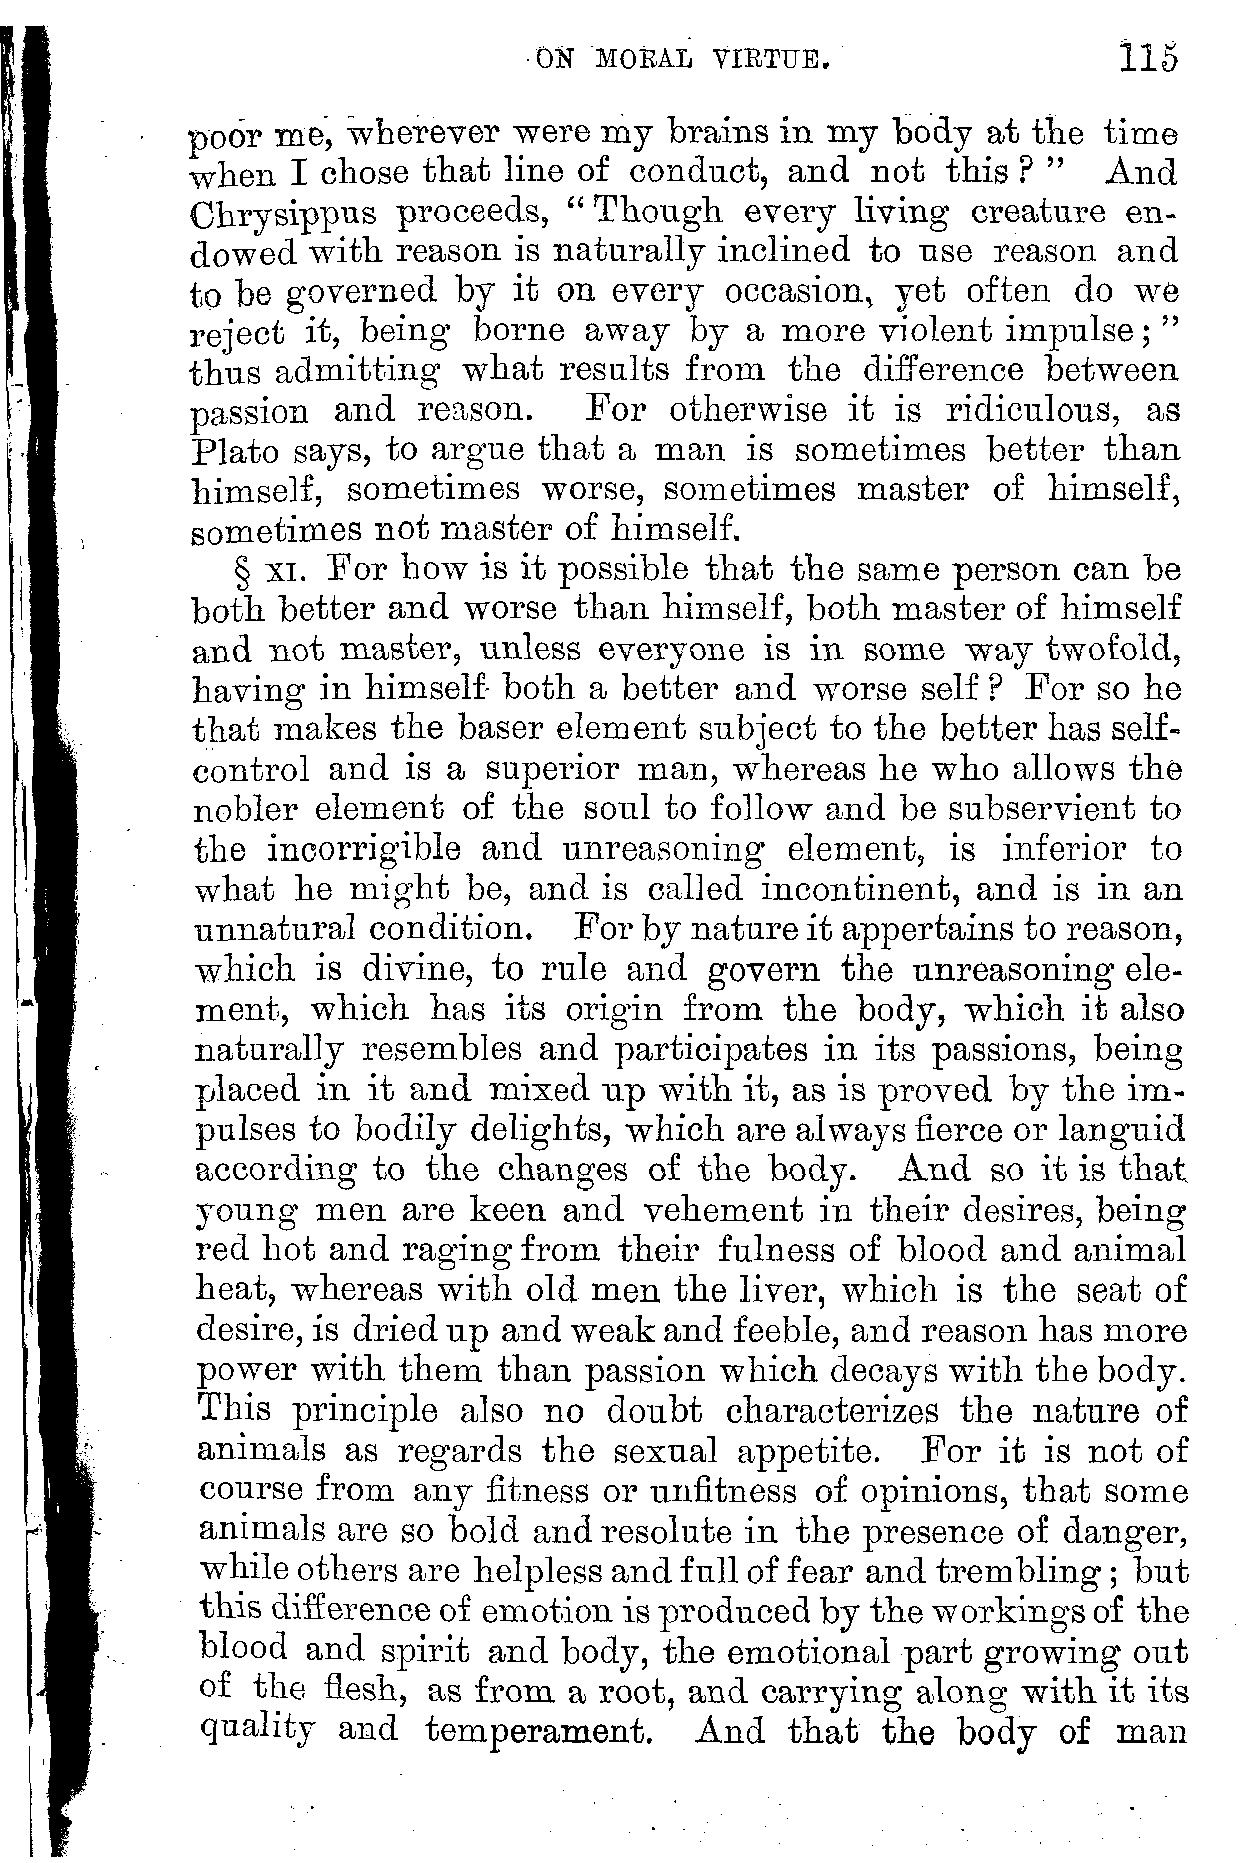 ON MORAL VIRTUE. 115
poor me, wherever were my brains in my body at the time
when I chose that line of conduct, and not this? " And
Chrysippus proceeds, "Though every living creature en-
dowed with reason is naturally inclined to use reason and
to be governed by it on every occasion, yet often do we
reject it, being borne away by a more violent impulse;"
thus admitting what results from the difference between
passion and reason. For otherwise it is ridiculous, as
Plato says, to argue that a man is sometimes better than
himself, sometimes worse, sometimes master of himself,
sometimes not master of himself.
§ XI. For how is it possible that the same person can be
both better and worse than himself, both master of himself
and not master, unless everyone is in some way twofold,
having in himself both a better and worse self? For so he
that makes the baser element subject to the better has self-
control and is a superior man, whereas he who allows the
nobler element of the soul to follow and be subservient to
the incorrigible and unreasoning element, is inferior to
what he might be, and is called incontinent, and is in an
unnatural condition. For by nature it appertains to reason,
which is divine, to rule and govern the unreasoning ele-
ment, which has its origin from the body, which it also
naturally resembles and participates in its passions, being
placed in it and mixed up with it, as is proved by the im-
pulses to bodily delights, which are always fierce or languid
according to the changes of the body. And so it is that
young men are keen and vehement in their desires, being
red hot and raging from their fulness of blood and animal
heat, whereas with old men the liver, which is the seat of
desire, is dried up and weak and feeble, and reason has more
power with them than passion which decays with the body.
This principle also no doubt characterizes the nature of
animals as regards the sexual appetite. For it is not of
course from any fitness or unfitness of opinions, that some
animals are so bold and resolute in the presence of danger,
while others are helpless and full of fear and trembling; but
this difference of emotion is produced by the workings of the
blood and spirit and body, the emotional part growing out
of the flesh, as from a root, and carrying along with it its
quality and temperament. And that the body of man